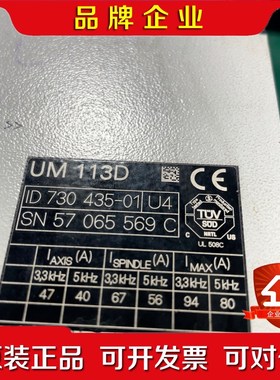 品牌企业
UM 113D
CE
ID 730 435-01 U4
SN 57 065 569 C
TÜV
SÜD
C NRTL US
UL 508C
I AXIS (A) I SPINDLE (A) I MAX (A)
3,3 kHz 5 kHz 3,3 kHz 5 kHz 3,3 kHz 5 kHz
47 40 67 56 94 80
原装正品 可开发票 可对